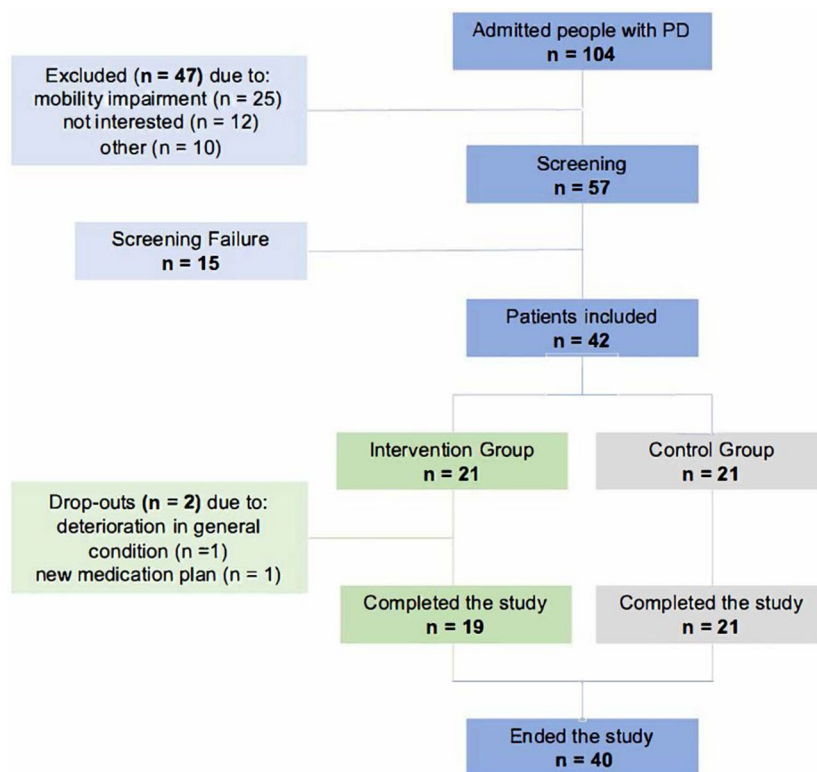 Admitted people with PD
n = 104
Excluded (n = 47) due to:
mobility impairment (n = 25)
not interested (n = 12)
other (n = 10)
Screening
n = 57
Screening Failure
n = 15
Patients included
n = 42
Intervention Group
n = 21
Control Group
n = 21
Drop-outs (n = 2) due to:
deterioration in general
condition (n =1)
new medication plan (n = 1)
Completed the study
n = 19
Completed the study
n = 21
Ended the study
n = 40